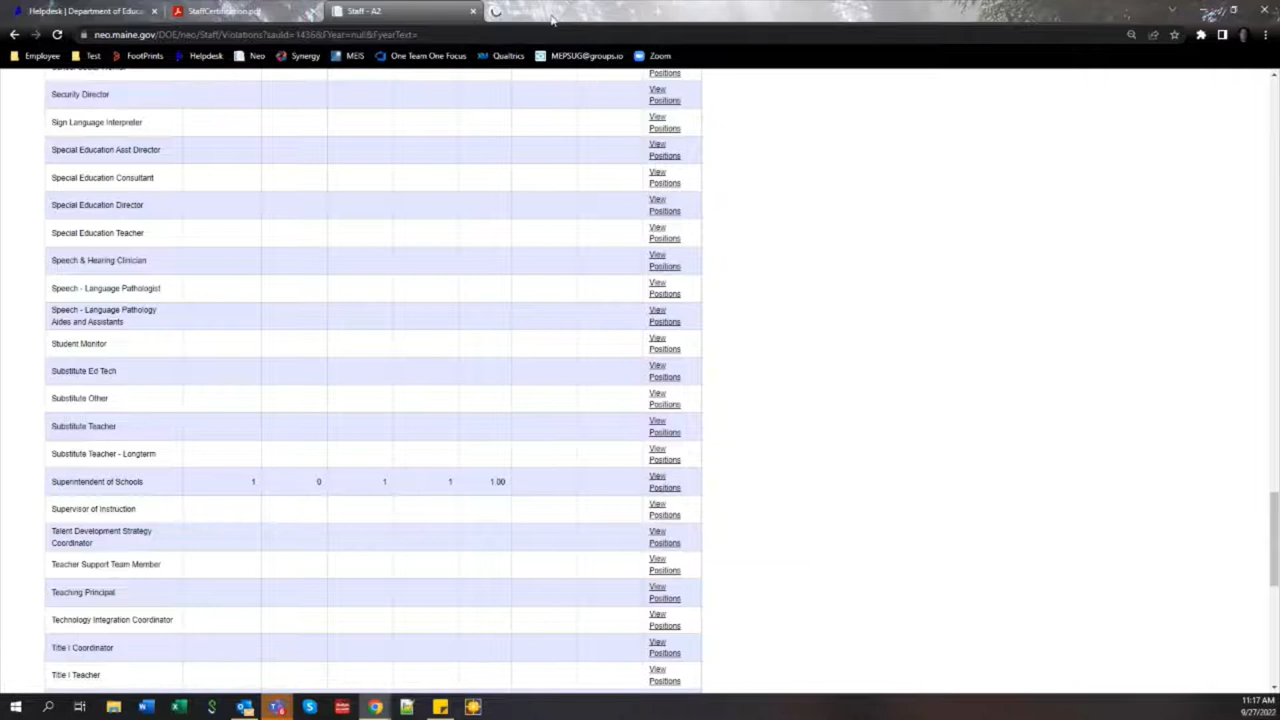 Helpdesk | Department of Educ
StaffCertification.pdf
Staff - A2
neo.maine.gov/DOE/neo/Staff/Violations?sauId=1436&FYear=null&FyearText=
Employee
Test
FootPrints
Helpdesk
Neo
Synergy
MEIS
One Team One Focus
Qualtrics
MEPSUG@groups.io
Zoom
Positions
Security Director
View
Positions
Sign Language Interpreter
View
Positions
Special Education Asst Director
View
Positions
Special Education Consultant
View
Positions
Special Education Director
View
Positions
Special Education Teacher
View
Positions
Speech & Hearing Clinician
View
Positions
Speech - Language Pathologist
View
Positions
Speech - Language Pathology
Aides and Assistants
View
Positions
Student Monitor
View
Positions
Substitute Ed Tech
View
Positions
Substitute Other
View
Positions
Substitute Teacher
View
Positions
Substitute Teacher - Longterm
View
Positions
Superintendent of Schools 1 0 1 1 1.00
View
Positions
Supervisor of Instruction
View
Positions
Talent Development Strategy
Coordinator
View
Positions
Teacher Support Team Member
View
Positions
Teaching Principal
View
Positions
Technology Integration Coordinator
View
Positions
Title I Coordinator
View
Positions
Title I Teacher
View
Positions
11:17 AM
9/27/2022